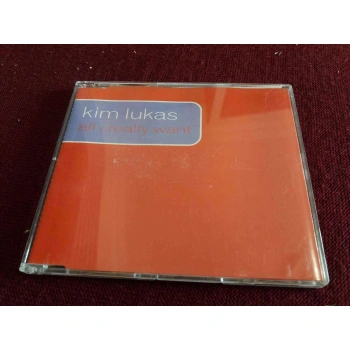 kim lukas
all i really want